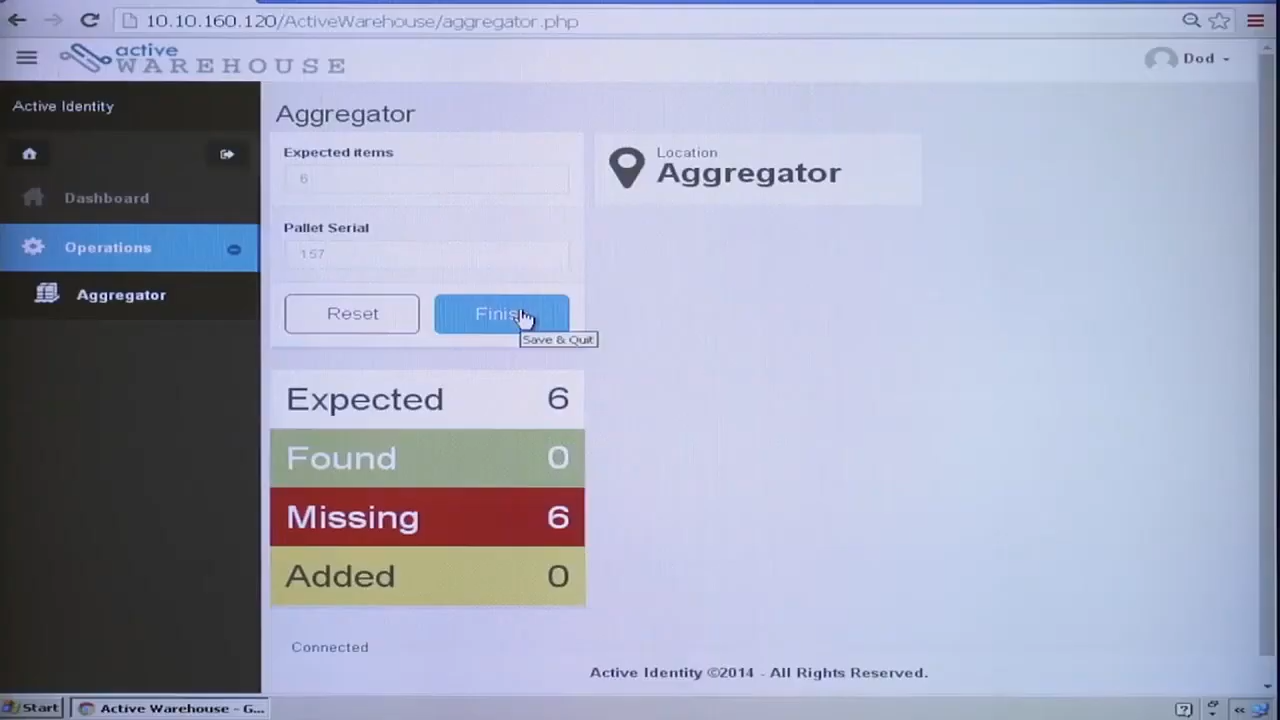 10.10.160.120/ActiveWarehouse/aggregator.php
active
WAREHOUSE
Dod
Active Identity
Dashboard
Operations
Aggregator
Aggregator
Expected items
6
Pallet Serial
157
Reset
Finis
Save & Quit
Location
Aggregator
Expected 6
Found 0
Missing 6
Added 0
Connected
Active Identity ©2014 - All Rights Reserved.
Start
Active Warehouse - G...